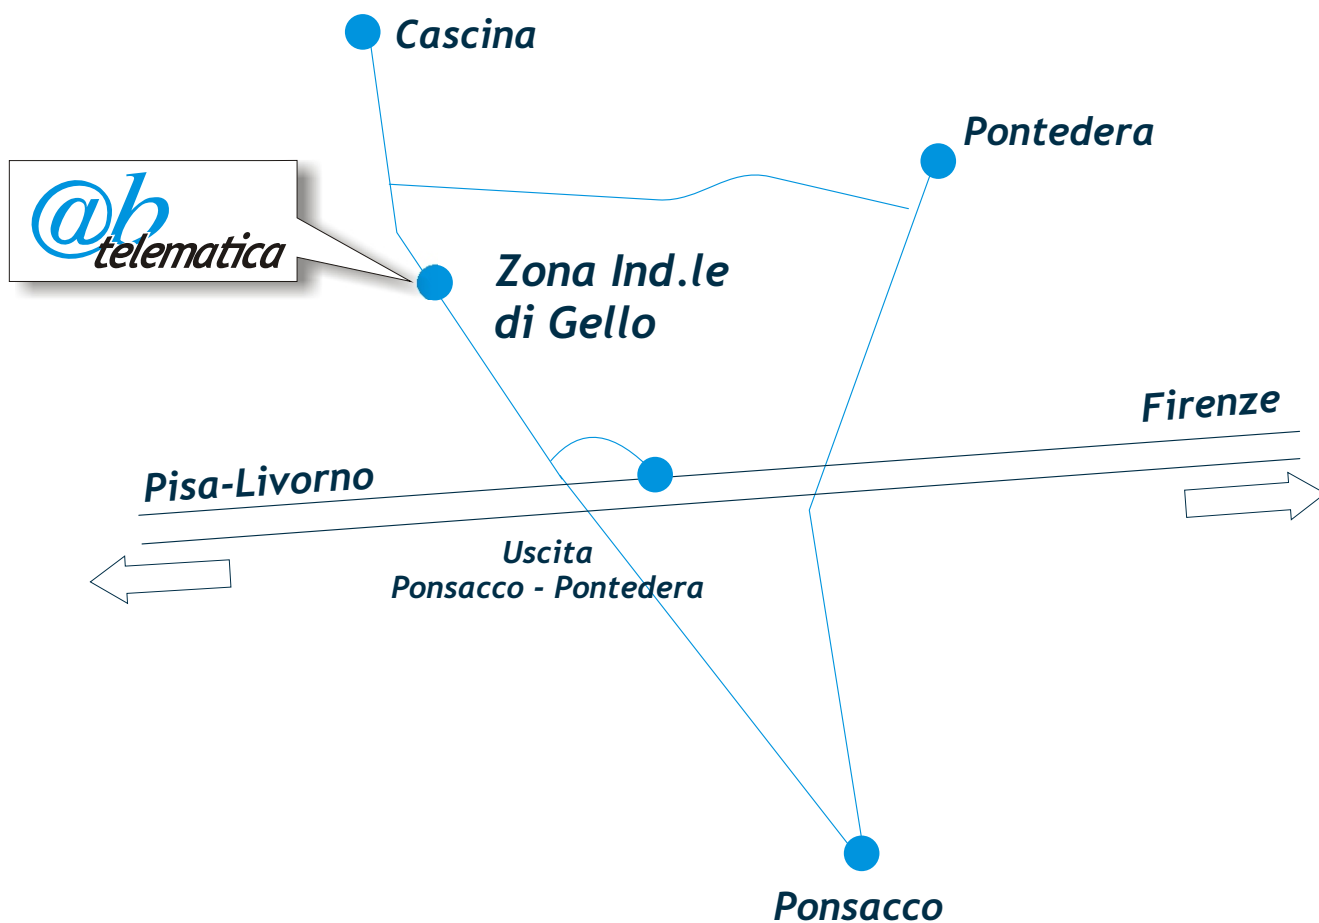 Cascina
Pontedera
@b
telematica
Zona Ind.le
di Gello
Firenze
Pisa-Livorno
Uscita
Ponsacco - Pontedera
Ponsacco